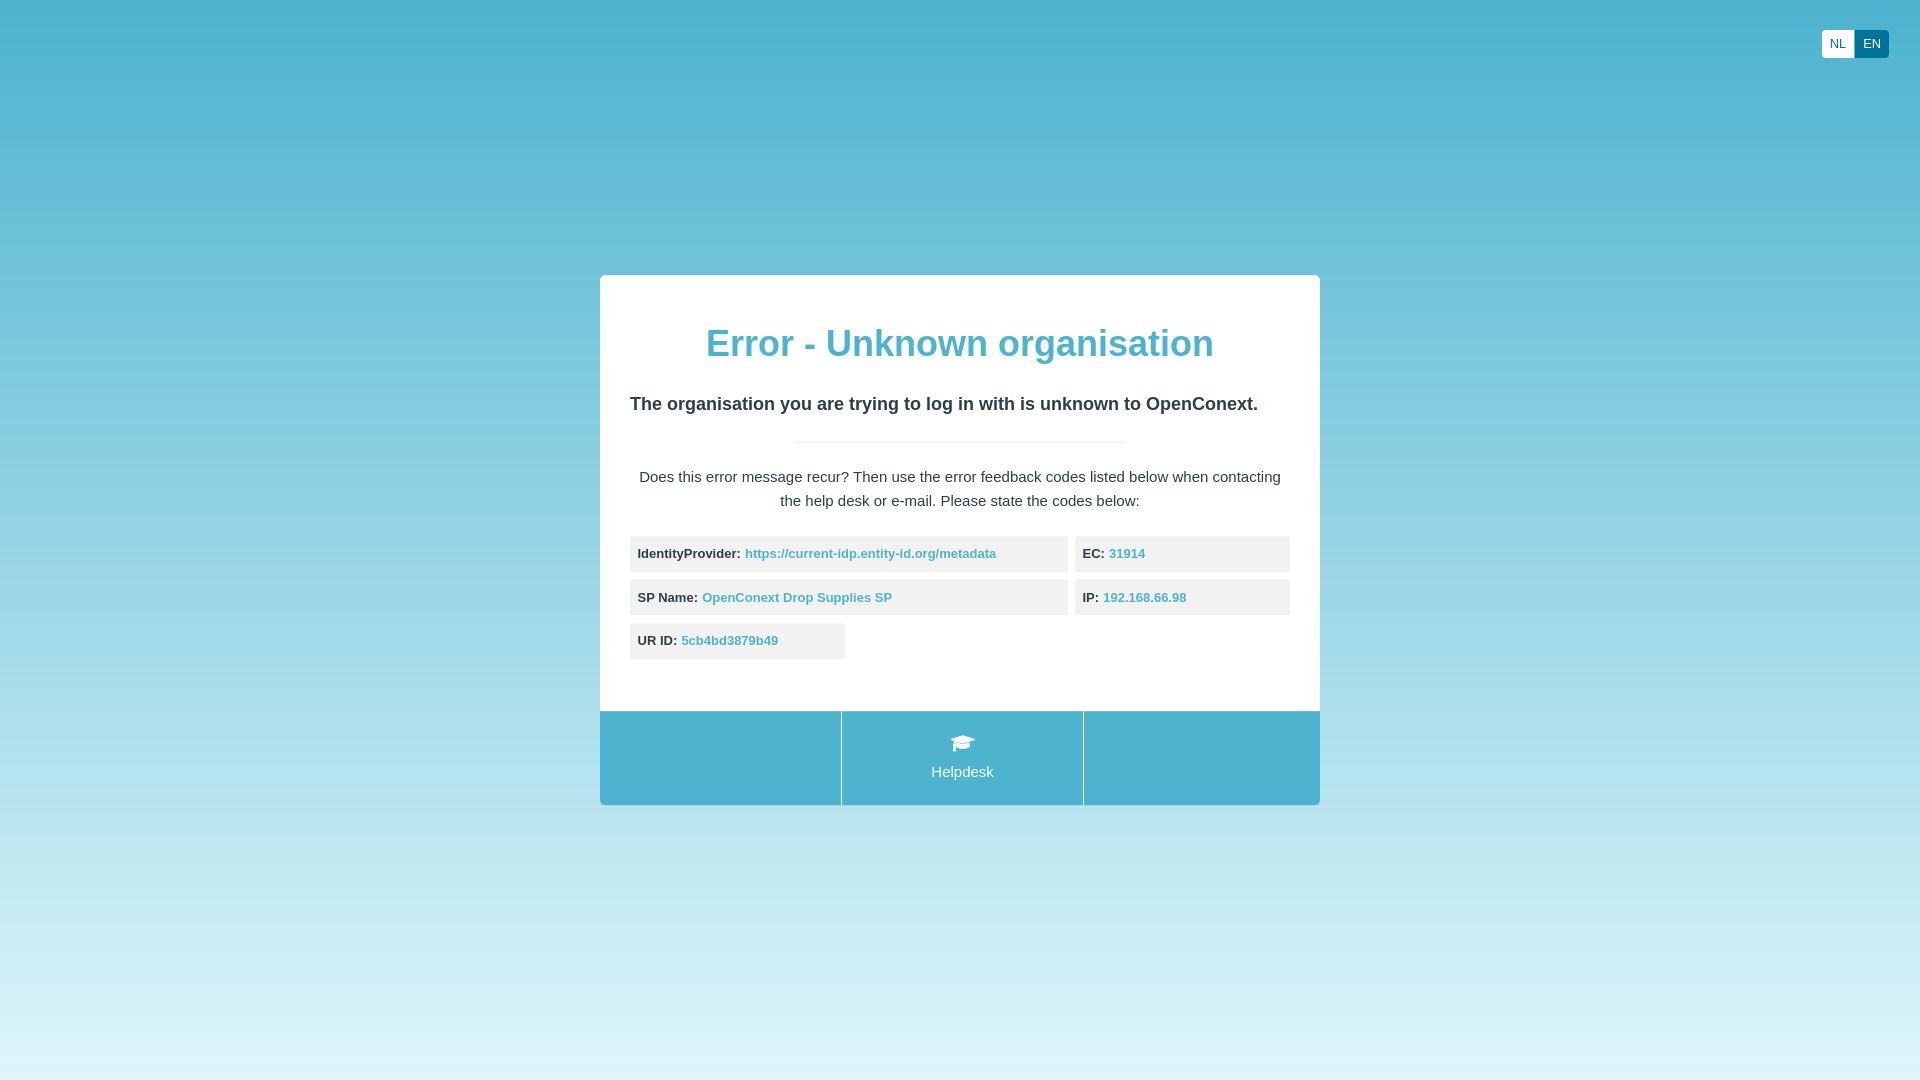 NL EN
Error - Unknown organisation
The organisation you are trying to log in with is unknown to OpenConext.
Does this error message recur? Then use the error feedback codes listed below when contacting
the help desk or e-mail. Please state the codes below:
IdentityProvider: https://current-idp.entity-id.org/metadata EC: 31914
SP Name: OpenConext Drop Supplies SP IP: 192.168.66.98
UR ID: 5cb4bd3879b49
Helpdesk